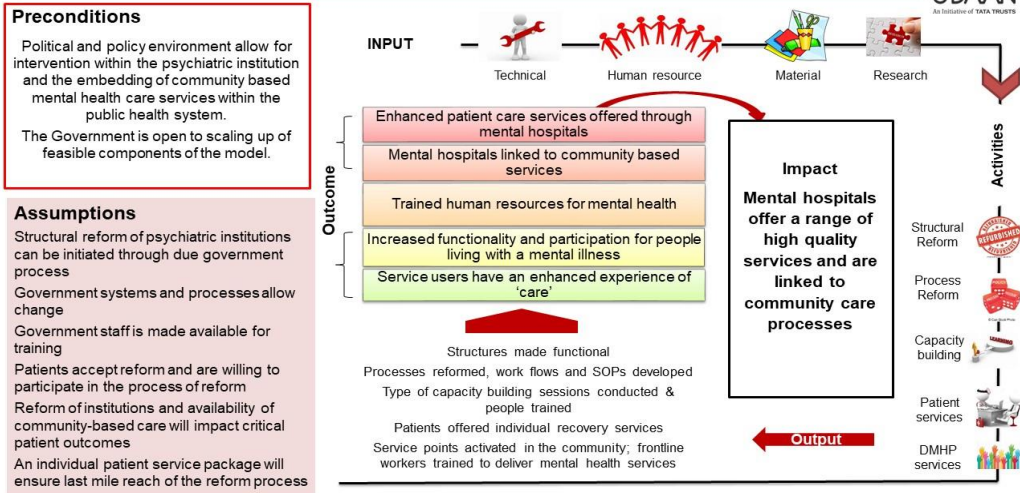 Preconditions
Political and policy environment allow for
intervention within the psychiatric institution
and the embedding of community based
mental health care services within the
public health system.
The Government is open to scaling up of
feasible components of the model.
Assumptions
Structural reform of psychiatric institutions
can be initiated through due government
process
Government systems and processes allow
change
Government staff is made available for
training
Patients accept reform and are willing to
participate in the process of reform
Reform of institutions and availability of
community-based care will impact critical
patient outcomes
An individual patient service package will
ensure last mile reach of the reform process
INPUT
Technical
Human resource
Material
Research
An Initiative of TATA TRUSTS
Outcome
Enhanced patient care services offered through
mental hospitals
Mental hospitals linked to community based
services
Trained human resources for mental health
Increased functionality and participation for people
living with a mental illness
Service users have an enhanced experience of
‘care’
Structures made functional
Processes reformed, work flows and SOPs developed
Type of capacity building sessions conducted &
people trained
Patients offered individual recovery services
Service points activated in the community; frontline
workers trained to deliver mental health services
Impact
Mental hospitals
offer a range of
high quality
services and are
linked to
community care
processes
Output
Activities
Structural
Reform
REFURBISHED
Process
Reform
Capacity
building
LEARNING
Patient
services
DMHP
services